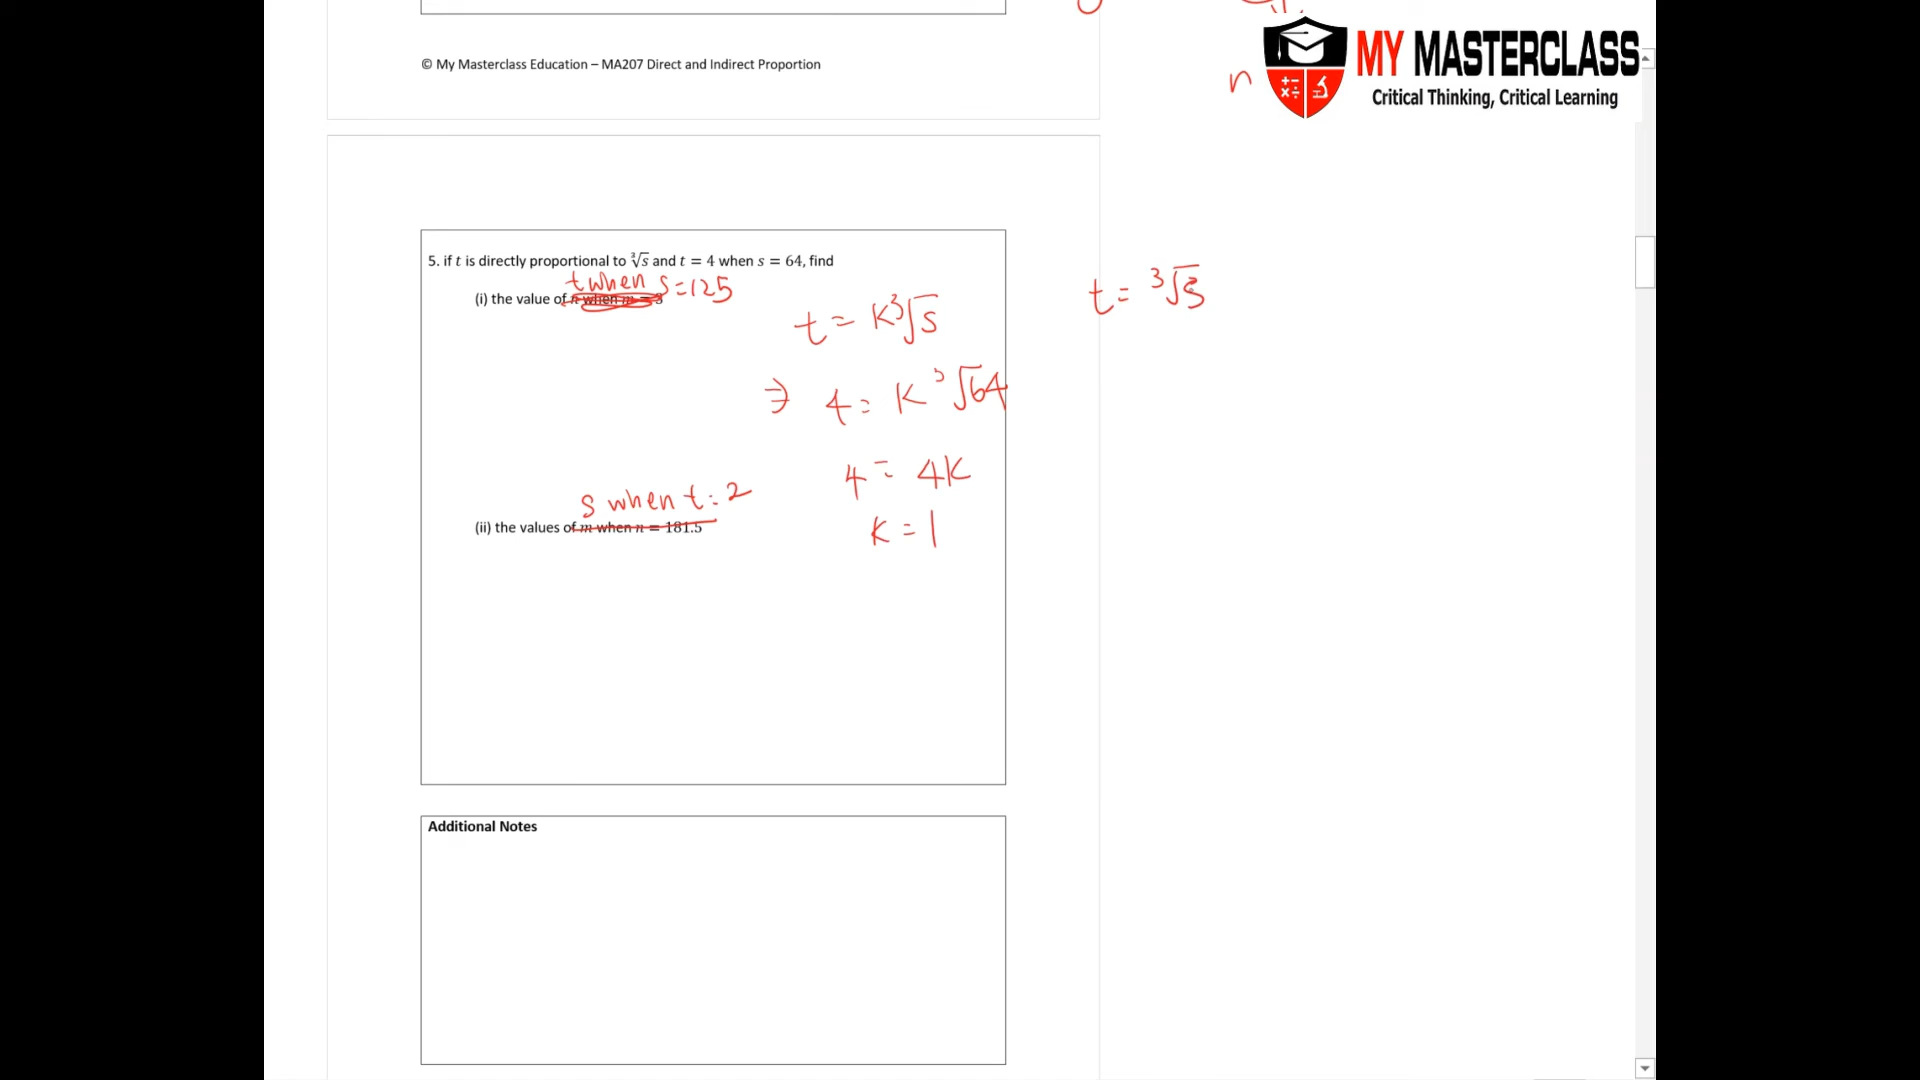 MY MASTERCLASS
Critical Thinking, Critical Learning
n
© My Masterclass Education – MA207 Direct and Indirect Proportion
5. if t is directly proportional to ∛s and t = 4 when s = 64, find
t when s = 125
(i) the value of n when m = 3
t = K∛s
⇒ 4 = K ∛64
4 = 4K
K = 1
t = ∛s
s when t = 2
(ii) the values of m when n = 181.5
Additional Notes